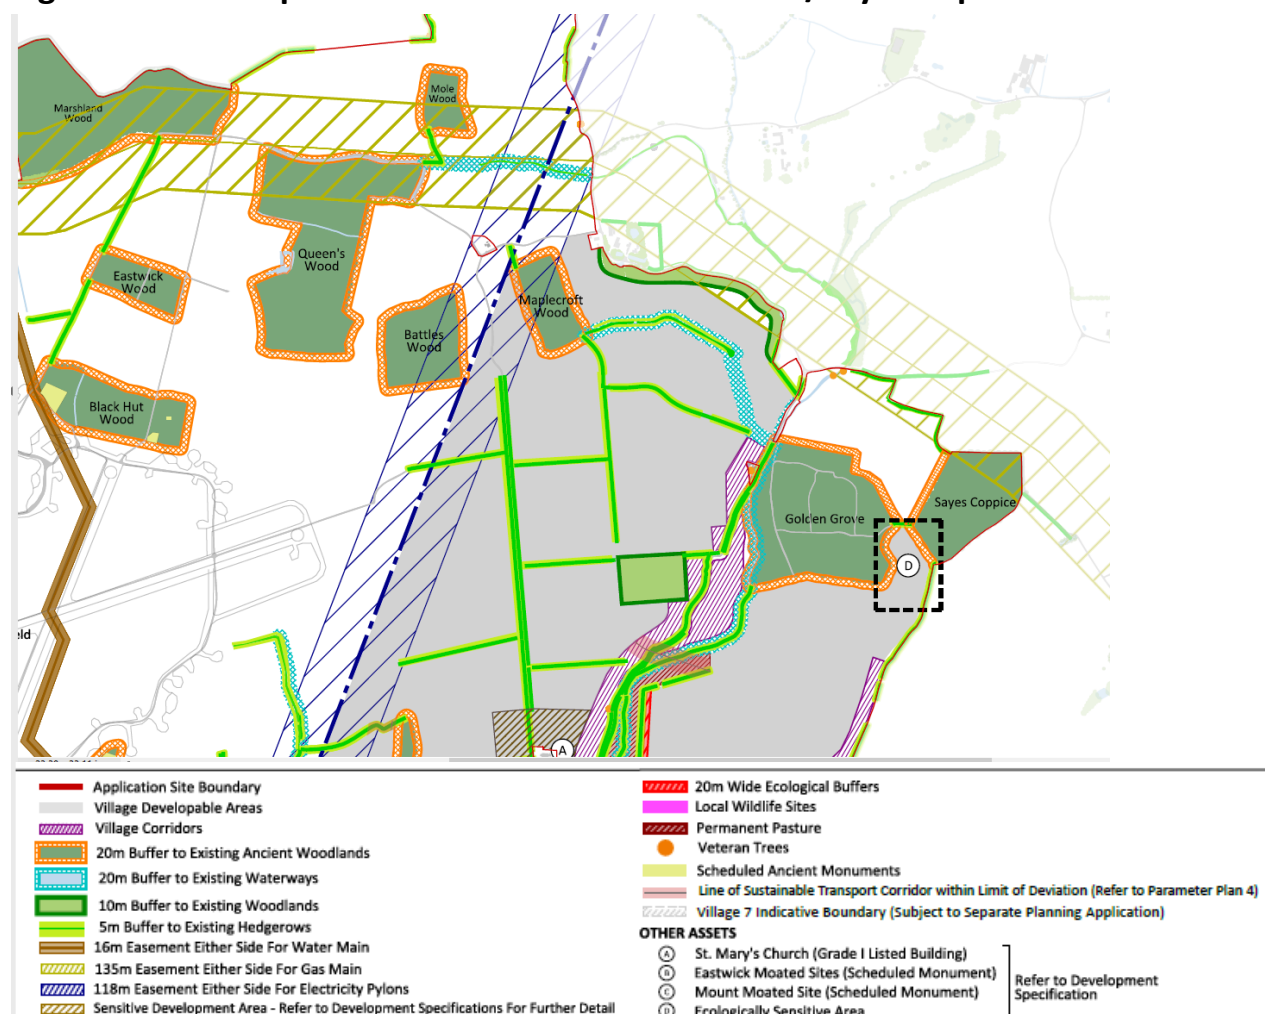 Marshland
Wood
Mole
Wood
Queen's
Wood
Eastwick
Wood
Maplecroft
Wood
Battles
Wood
Black Hut
Wood
Sayes Coppice
Golden Grove
D
eld
A
Application Site Boundary
Village Developable Areas
Village Corridors
20m Buffer to Existing Ancient Woodlands
20m Buffer to Existing Waterways
10m Buffer to Existing Woodlands
5m Buffer to Existing Hedgerows
16m Easement Either Side For Water Main
135m Easement Either Side For Gas Main
118m Easement Either Side For Electricity Pylons
Sensitive Development Area - Refer to Development Specifications For Further Detail
20m Wide Ecological Buffers
Local Wildlife Sites
Permanent Pasture
Veteran Trees
Scheduled Ancient Monuments
Line of Sustainable Transport Corridor within Limit of Deviation (Refer to Parameter Plan 4)
Village 7 Indicative Boundary (Subject to Separate Planning Application)
OTHER ASSETS
A St. Mary's Church (Grade I Listed Building)
B Eastwick Moated Sites (Scheduled Monument)
C Mount Moated Site (Scheduled Monument)
D Ecologically Sensitive Area
Refer to Development
Specification